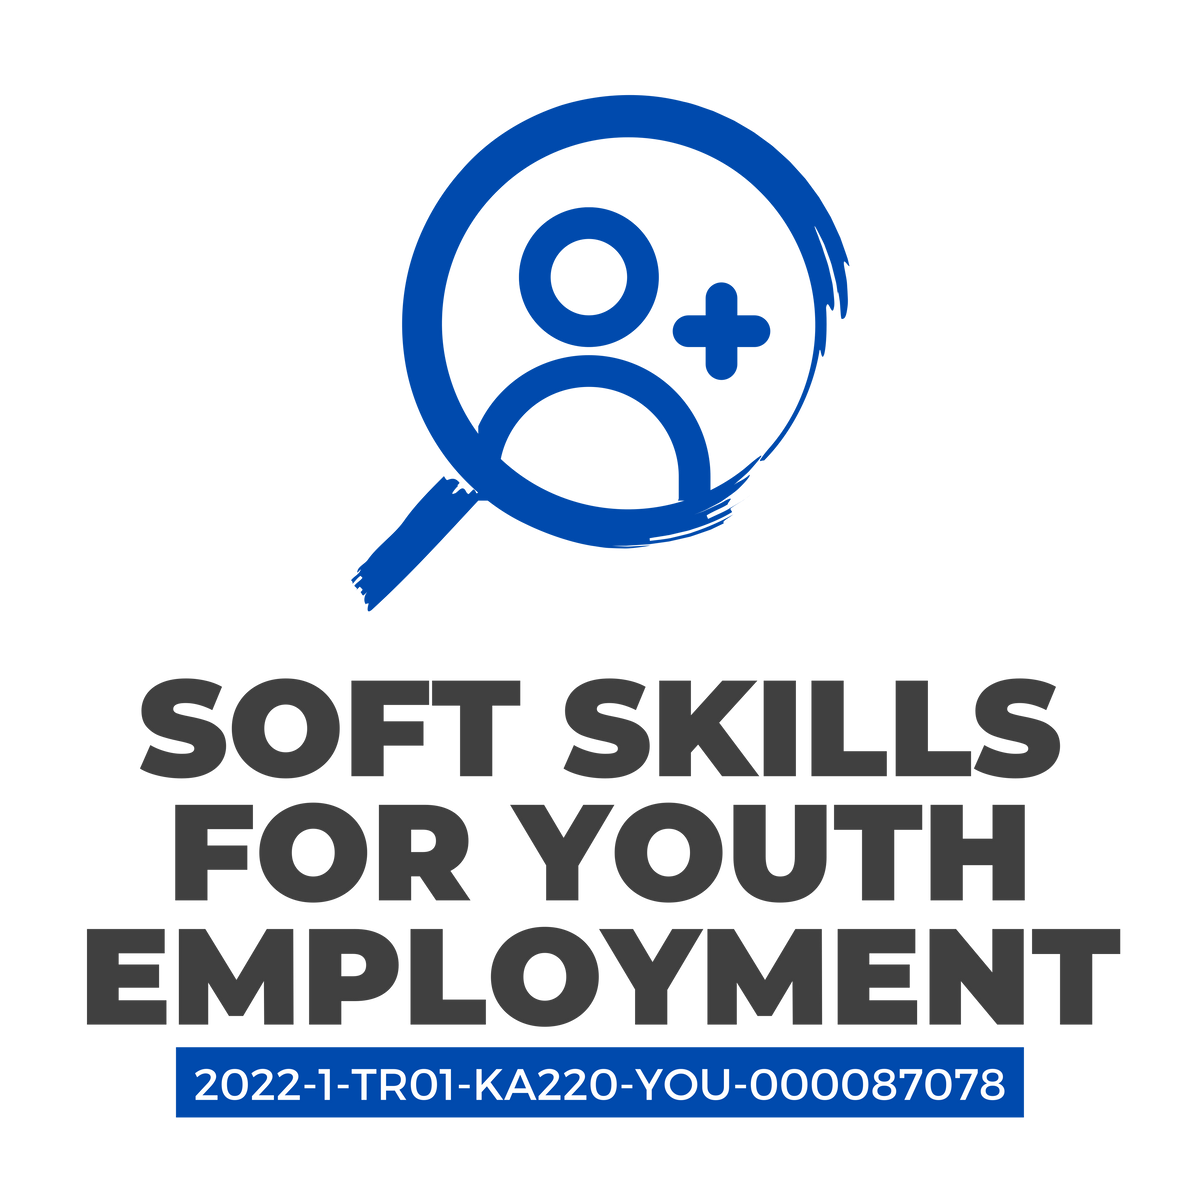 SOFT SKILLS
FOR YOUTH
EMPLOYMENT
2022-1-TR01-KA220-YOU-000087078